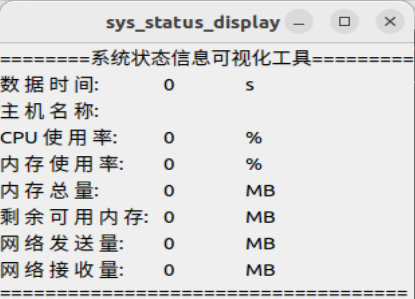 sys_status_display
========系统状态信息可视化工具=========
数 据 时 间: 0 s
主 机 名 称:
CPU 使 用 率: 0 %
内 存 使 用 率: 0 %
内 存 总 量: 0 MB
剩 余 可 用 内 存: 0 MB
网 络 发 送 量: 0 MB
网 络 接 收 量: 0 MB
===================================